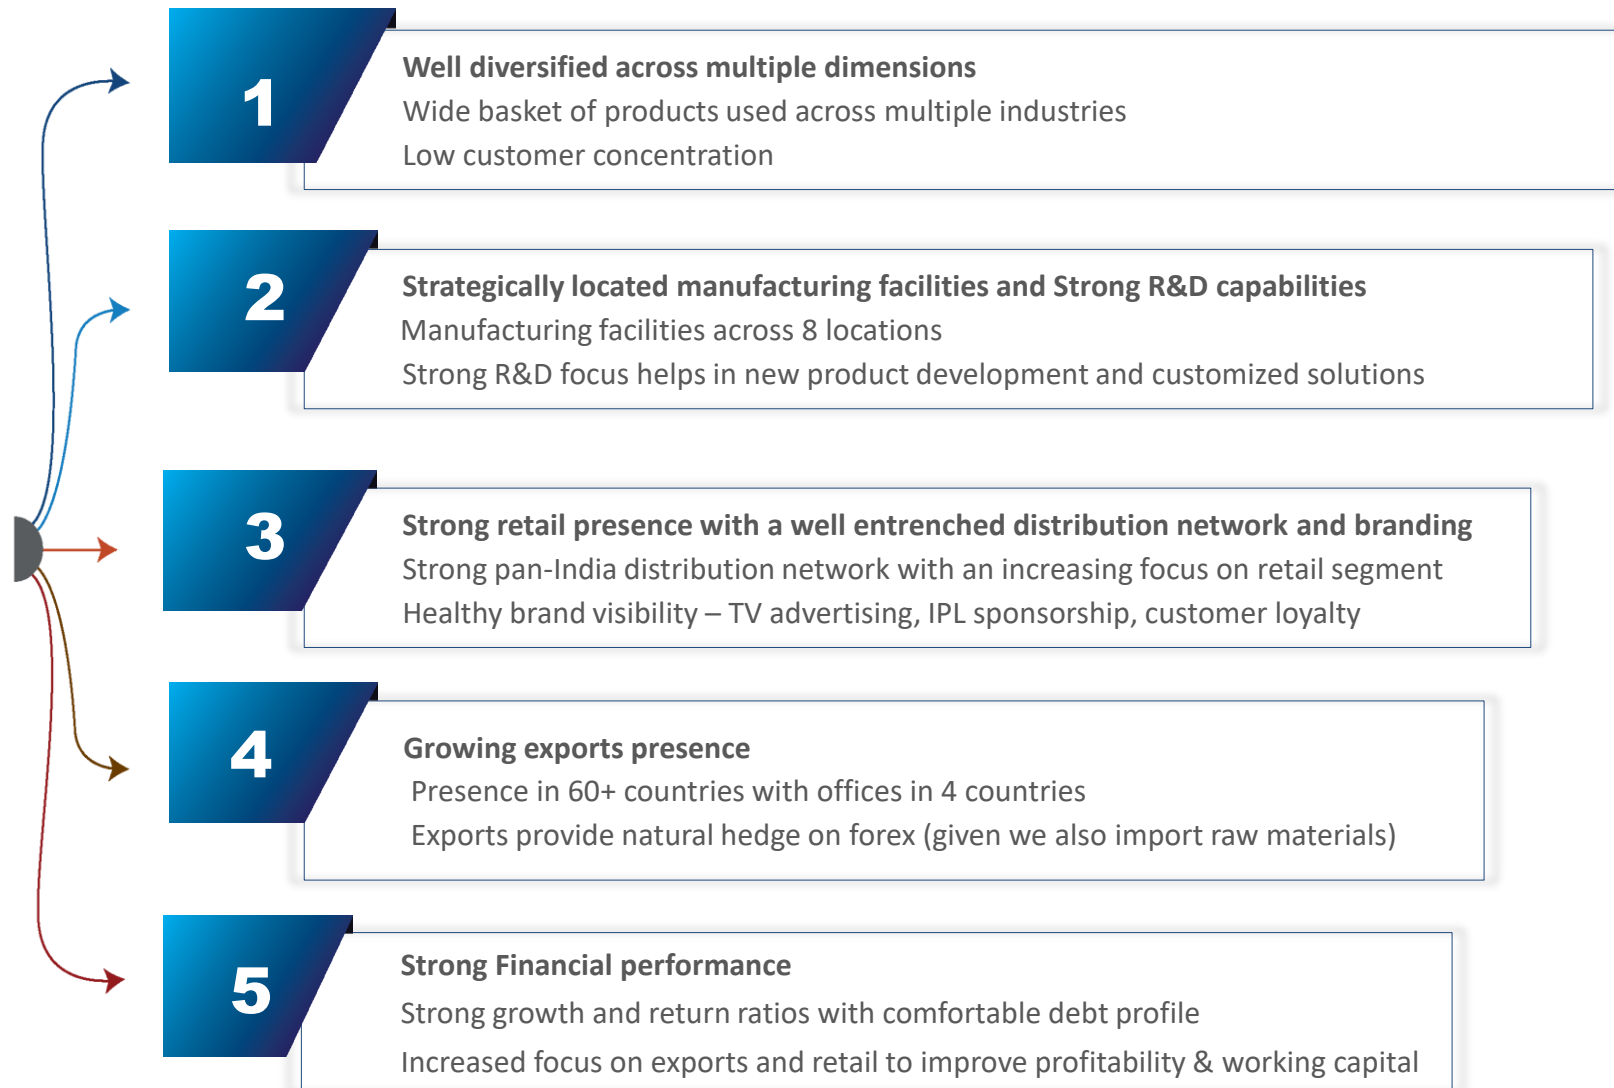 1
Well diversified across multiple dimensions
Wide basket of products used across multiple industries
Low customer concentration
2
Strategically located manufacturing facilities and Strong R&D capabilities
Manufacturing facilities across 8 locations
Strong R&D focus helps in new product development and customized solutions
3
Strong retail presence with a well entrenched distribution network and branding
Strong pan-India distribution network with an increasing focus on retail segment
Healthy brand visibility – TV advertising, IPL sponsorship, customer loyalty
4
Growing exports presence
Presence in 60+ countries with offices in 4 countries
Exports provide natural hedge on forex (given we also import raw materials)
5
Strong Financial performance
Strong growth and return ratios with comfortable debt profile
Increased focus on exports and retail to improve profitability & working capital